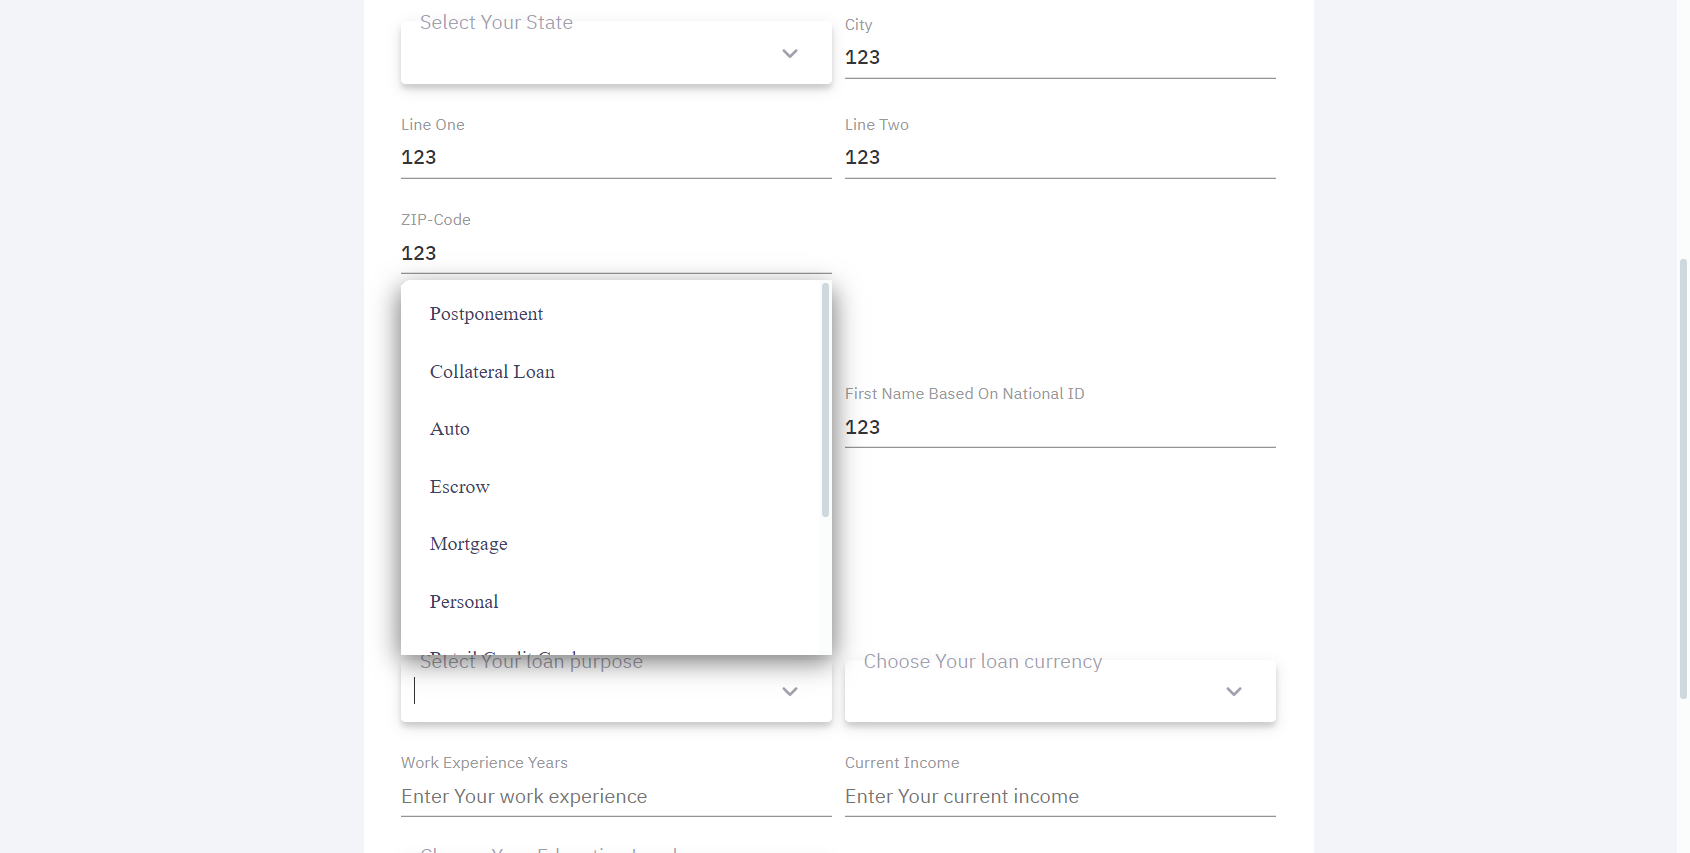 Select Your State
City
123
Line One
Line Two
123
123
ZIP-Code
123
Postponement
Collateral Loan
Auto
Escrow
Mortgage
Personal
First Name Based On National ID
123
Select Your loan purpose
Choose Your loan currency
Work Experience Years
Current Income
Enter Your work experience
Enter Your current income